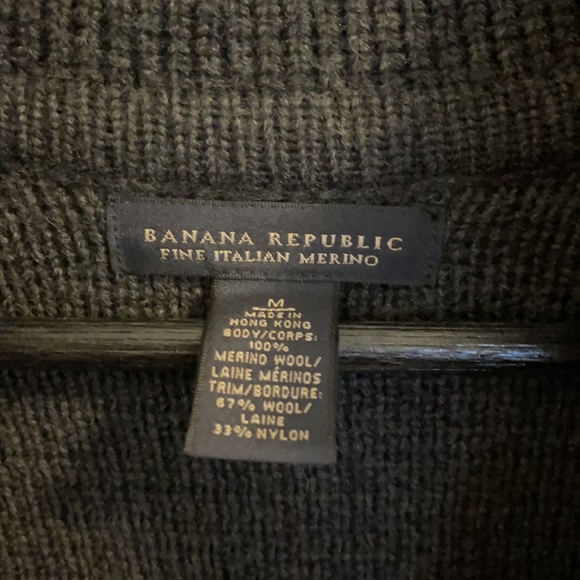 BANANA REPUBLIC
FINE ITALIAN MERINO
M
MADE IN
HONG KONG
BODY/CORPS:
100%
MERINO WOOL/
LAINE MÉRINOS
TRIM/BORDURE:
67% WOOL/
LAINE
33% NYLON